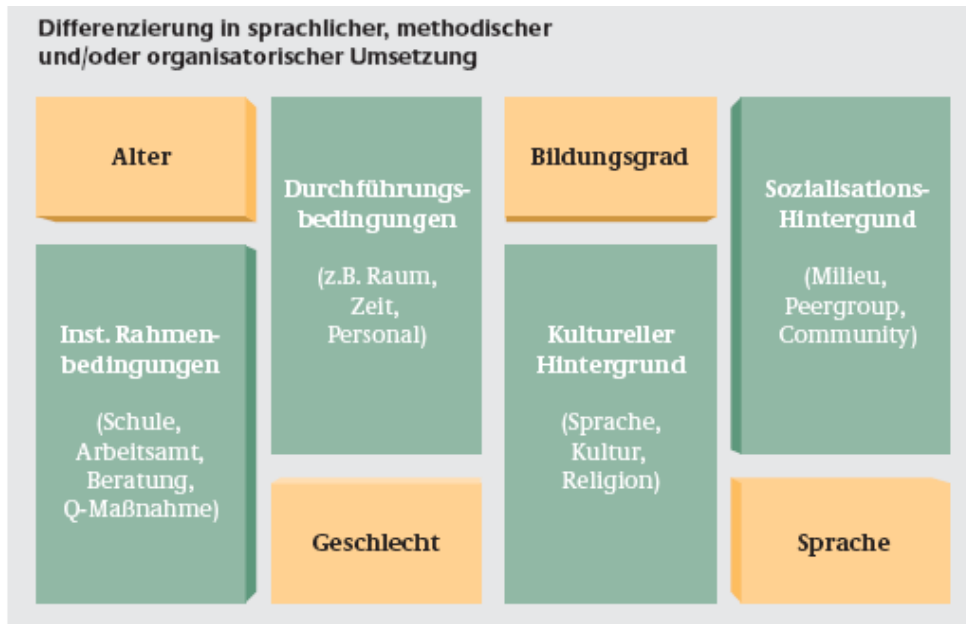 Differenzierung in sprachlicher, methodischer
und/oder organisatorischer Umsetzung
Alter
Inst. Rahmen-
bedingungen
(Schule,
Arbeitsamt,
Beratung,
Q-Maßnahme)
Durchführungs-
bedingungen
(z.B. Raum,
Zeit,
Personal)
Geschlecht
Bildungsgrad
Kultureller
Hintergrund
(Sprache,
Kultur,
Religion)
Sozialisations-
Hintergund
(Milieu,
Peergroup,
Community)
Sprache